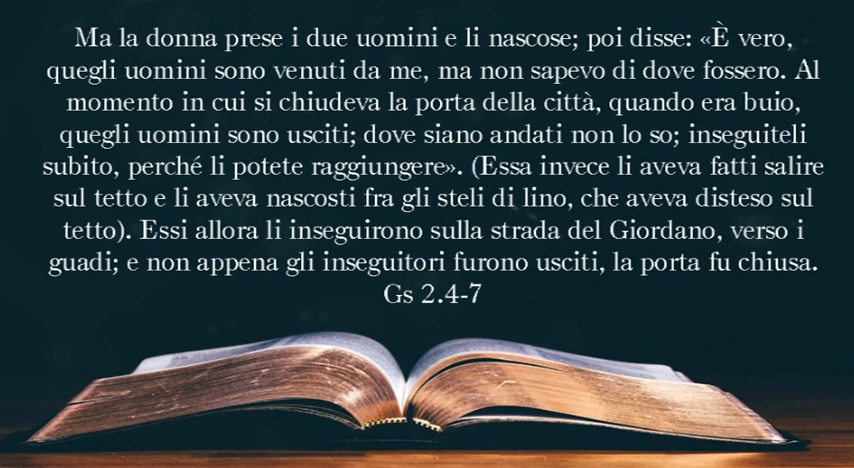 Ma la donna prese i due uomini e li nascose; poi disse: «È vero,
quegli uomini sono venuti da me, ma non sapevo di dove fossero. Al
momento in cui si chiudeva la porta della città, quando era buio,
quegli uomini sono usciti; dove siano andati non lo so; inseguiteli
subito, perché li potete raggiungere». (Essa invece li aveva fatti salire
sul tetto e li aveva nascosti fra gli steli di lino, che aveva disteso sul
tetto). Essi allora li inseguirono sulla strada del Giordano, verso i
guadi; e non appena gli inseguitori furono usciti, la porta fu chiusa.
Gs 2.4-7